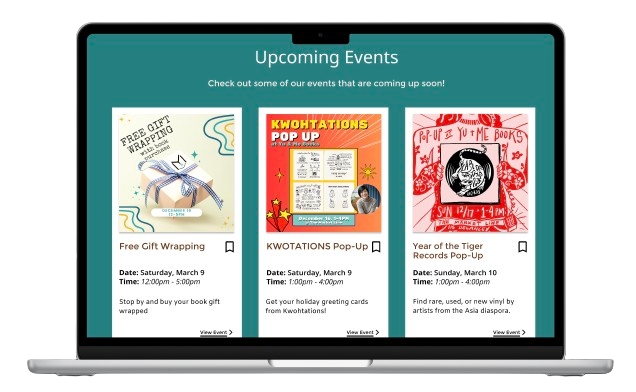 Upcoming Events
Check out some of our events that are coming up soon!
FREE GIFT
WRAPPING
with book
purchase
DECEMBER 16
12-5PM
Free Gift Wrapping
Date: Saturday, March 9
Time: 12:00pm - 5:00pm
Stop by and buy your book gift
wrapped
View Event >
KWOHTATIONS
POP UP
at Yu & Me Books
December 16, 1-4PM
KWOTATIONS Pop-Up
Date: Saturday, March 9
Time: 1:00pm - 4:00pm
Get your holiday greeting cards
from Kwohtations!
View Event >
POP-UP @ YU + ME BOOKS
SUN 12/17 · 1-4PM
THE MARKET LINE
Year of the Tiger
Records Pop-Up
Date: Sunday, March 10
Time: 1:00pm - 4:00pm
Find rare, used, or new vinyl by
artists from the Asia diaspora.
View Event >